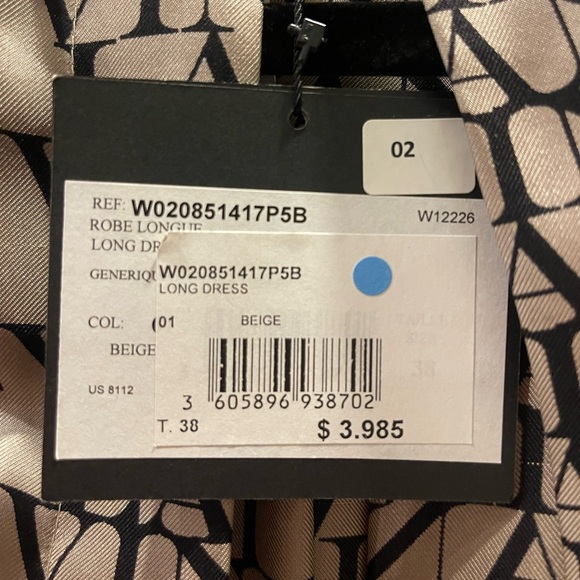 02
REF: W020851417P5B
W12226
ROBE LONGUE
LONG DR
GENERIQU
W020851417P5B
LONG DRESS
COL: (01 BEIGE
BEIGE
US 8112
3 605896 938702
T. 38 $ 3.985